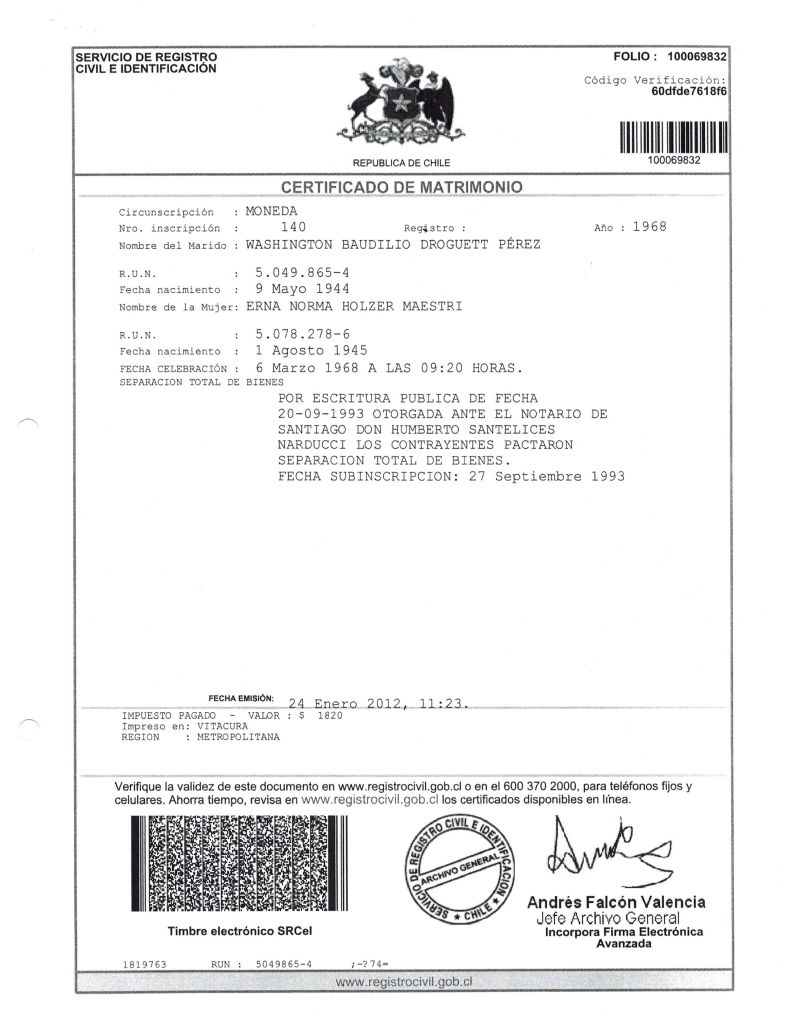 SERVICIO DE REGISTRO
CIVIL E IDENTIFICACIÓN
FOLIO : 100069832
Código Verificación:
60dfde7618f6
100069832
REPUBLICA DE CHILE
CERTIFICADO DE MATRIMONIO
Circunscripción : MONEDA
Nro. inscripción : 140 Registro : Año : 1968
Nombre del Marido : WASHINGTON BAUDILIO DROGUETT PÉREZ
R.U.N. : 5.049.865-4
Fecha nacimiento : 9 Mayo 1944
Nombre de la Mujer: ERNA NORMA HOLZER MAESTRI
R.U.N. : 5.078.278-6
Fecha nacimiento : 1 Agosto 1945
FECHA CELEBRACIÓN : 6 Marzo 1968 A LAS 09:20 HORAS.
SEPARACION TOTAL DE BIENES
POR ESCRITURA PUBLICA DE FECHA
20-09-1993 OTORGADA ANTE EL NOTARIO DE
SANTIAGO DON HUMBERTO SANTELICES
NARDUCCI LOS CONTRAYENTES PACTARON
SEPARACION TOTAL DE BIENES.
FECHA SUBINSCRIPCION: 27 Septiembre 1993
FECHA EMISIÓN: 24 Enero 2012, 11:23.
IMPUESTO PAGADO - VALOR : $ 1820
Impreso en: VITACURA
REGION : METROPOLITANA
Verifique la validez de este documento en www.registrocivil.gob.cl o en el 600 370 2000, para teléfonos fijos y
celulares. Ahorra tiempo, revisa en www.registrocivil.gob.cl los certificados disponibles en línea.
SERVICIO DE REGISTRO CIVIL E IDENTIFICACION
ARCHIVO GENERAL
★ CHILE ★
Andrés Falcón Valencia
Jefe Archivo General
Incorpora Firma Electrónica
Avanzada
Timbre electrónico SRCeI
1819763 RUN : 5049865-4 ;-?74=
www.registrocivil.gob.cl